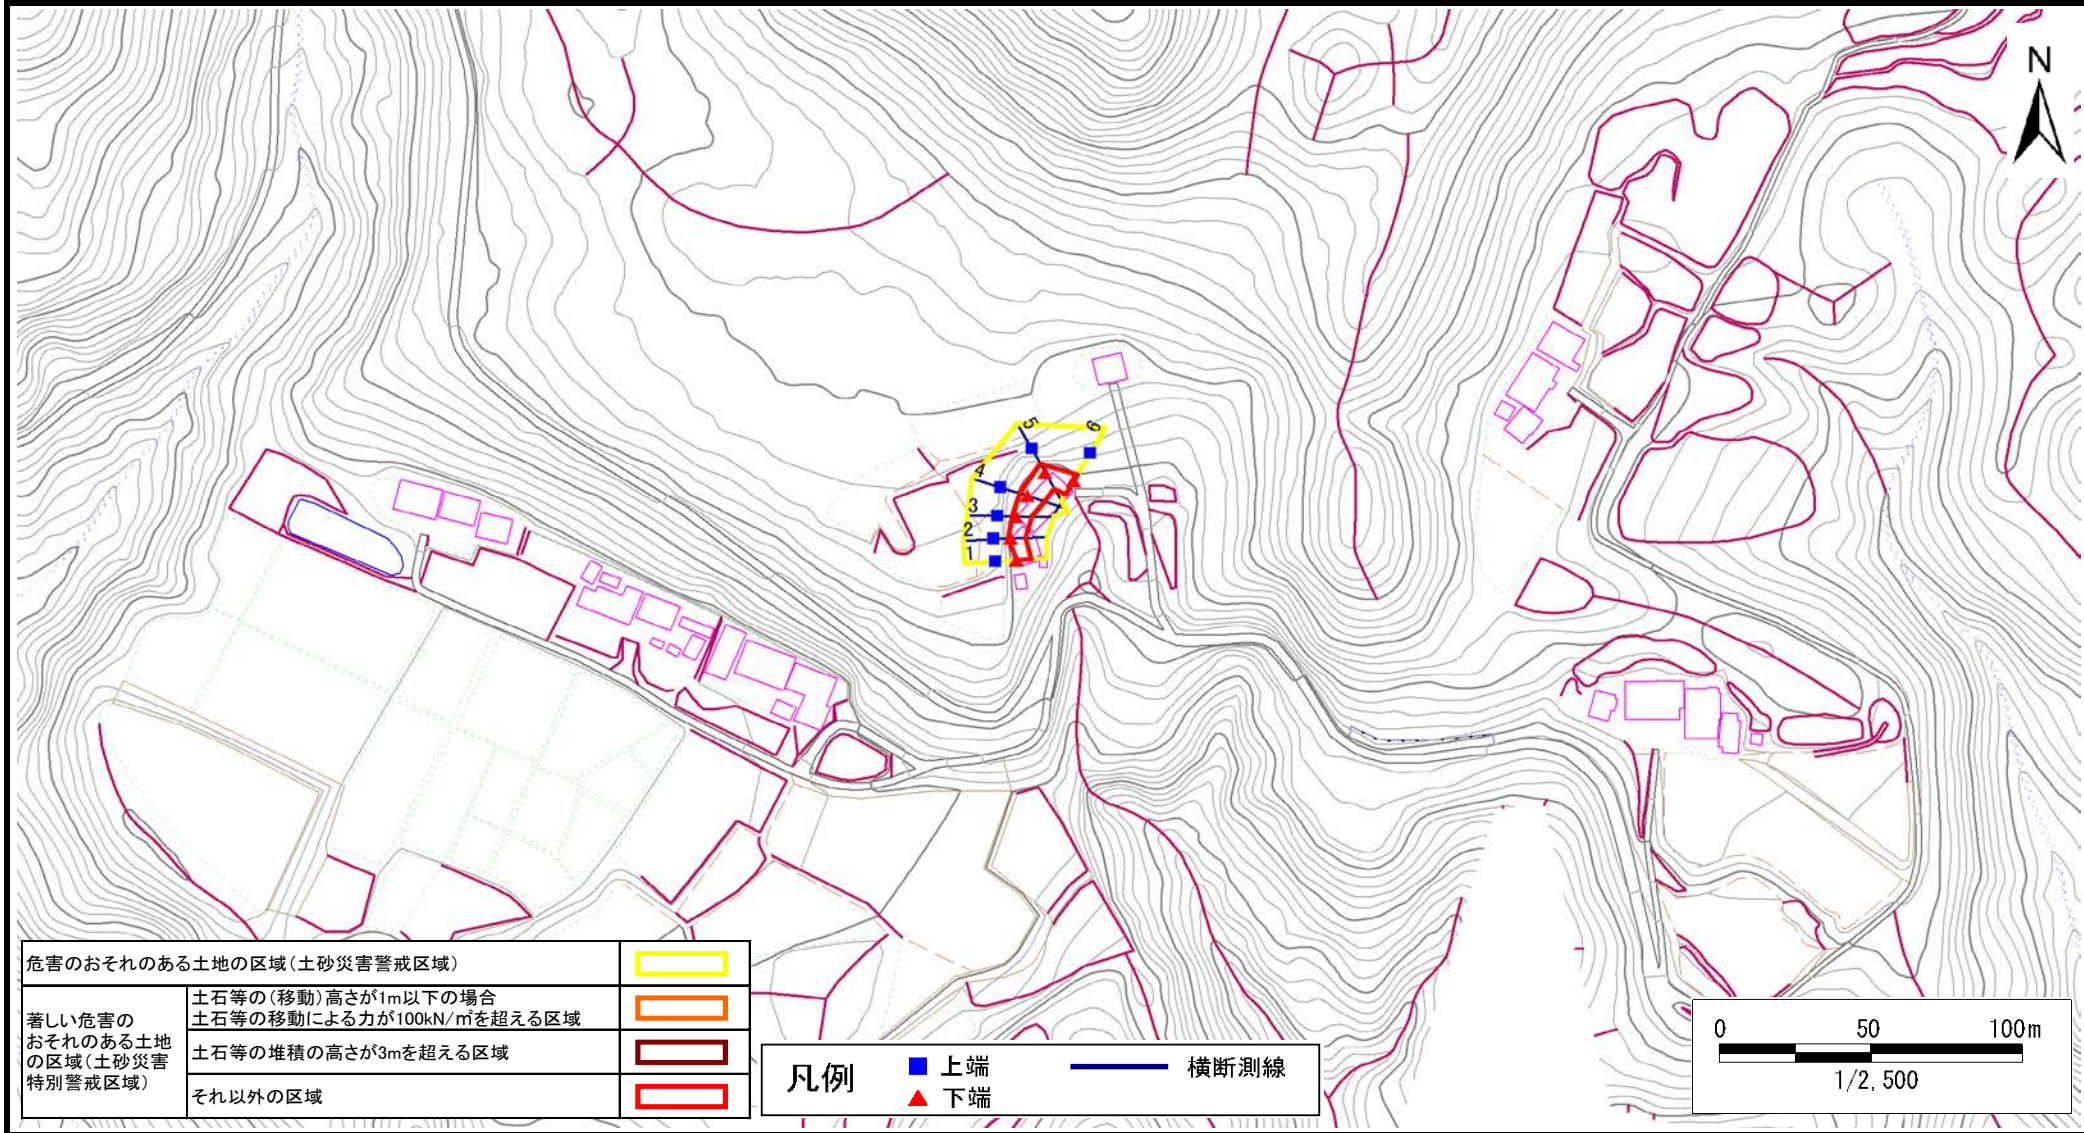 N
5
6
4
3
2
1
危害のおそれのある土地の区域(土砂災害警戒区域)
著しい危害の
おそれのある土地
の区域(土砂災害
特別警戒区域)
土石等の(移動)高さが1m以下の場合
土石等の移動による力が100kN/㎡を超える区域
土石等の堆積の高さが3mを超える区域
それ以外の区域
凡例
上端
下端
横断測線
0 50 100m
1/2,500